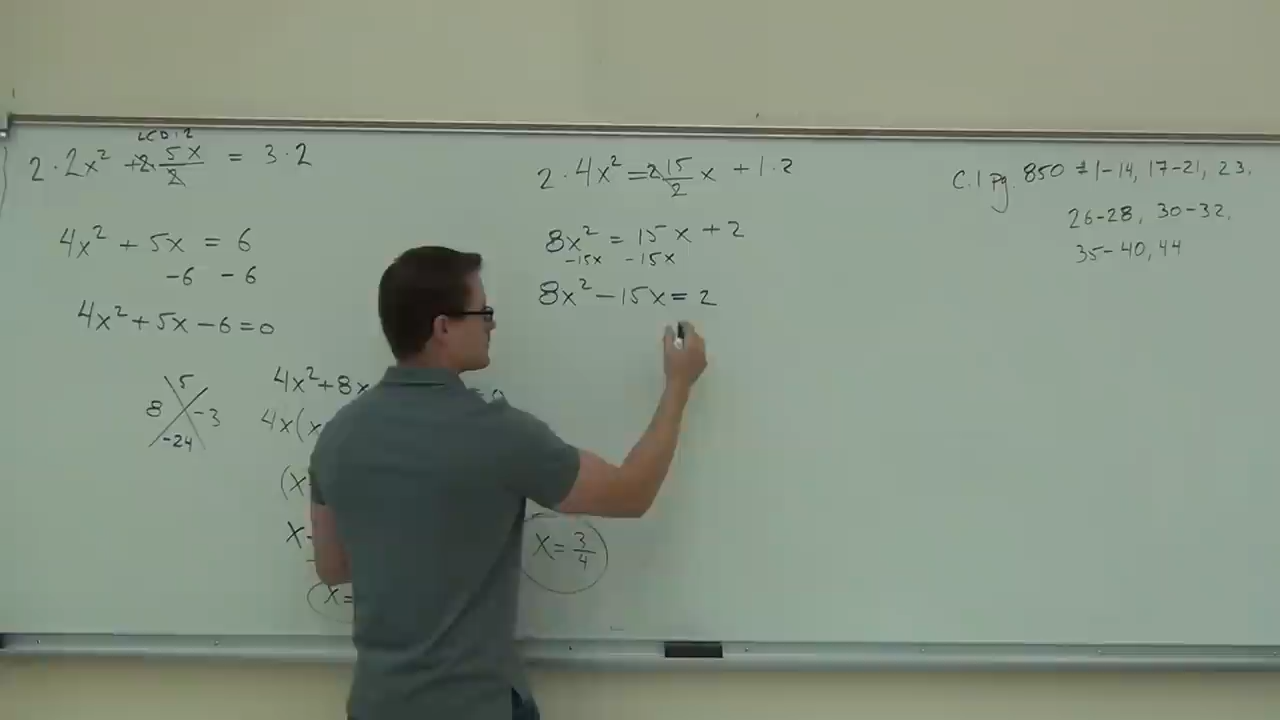 LCD: 2
2 · 2x² + 2 · 5x/2 = 3 · 2
4x² + 5x = 6
-6 -6
4x² + 5x - 6 = 0
5
8 -3
-24
4x² + 8x
4x(x
(x
x
x =
x = 3/4
2 · 4x² = 2 · 15/2 x + 1 · 2
8x² = 15x + 2
-15x -15x
8x² - 15x = 2
C.1 pg. 850 # 1-14, 17-21, 23,
26-28, 30-32,
35-40, 44